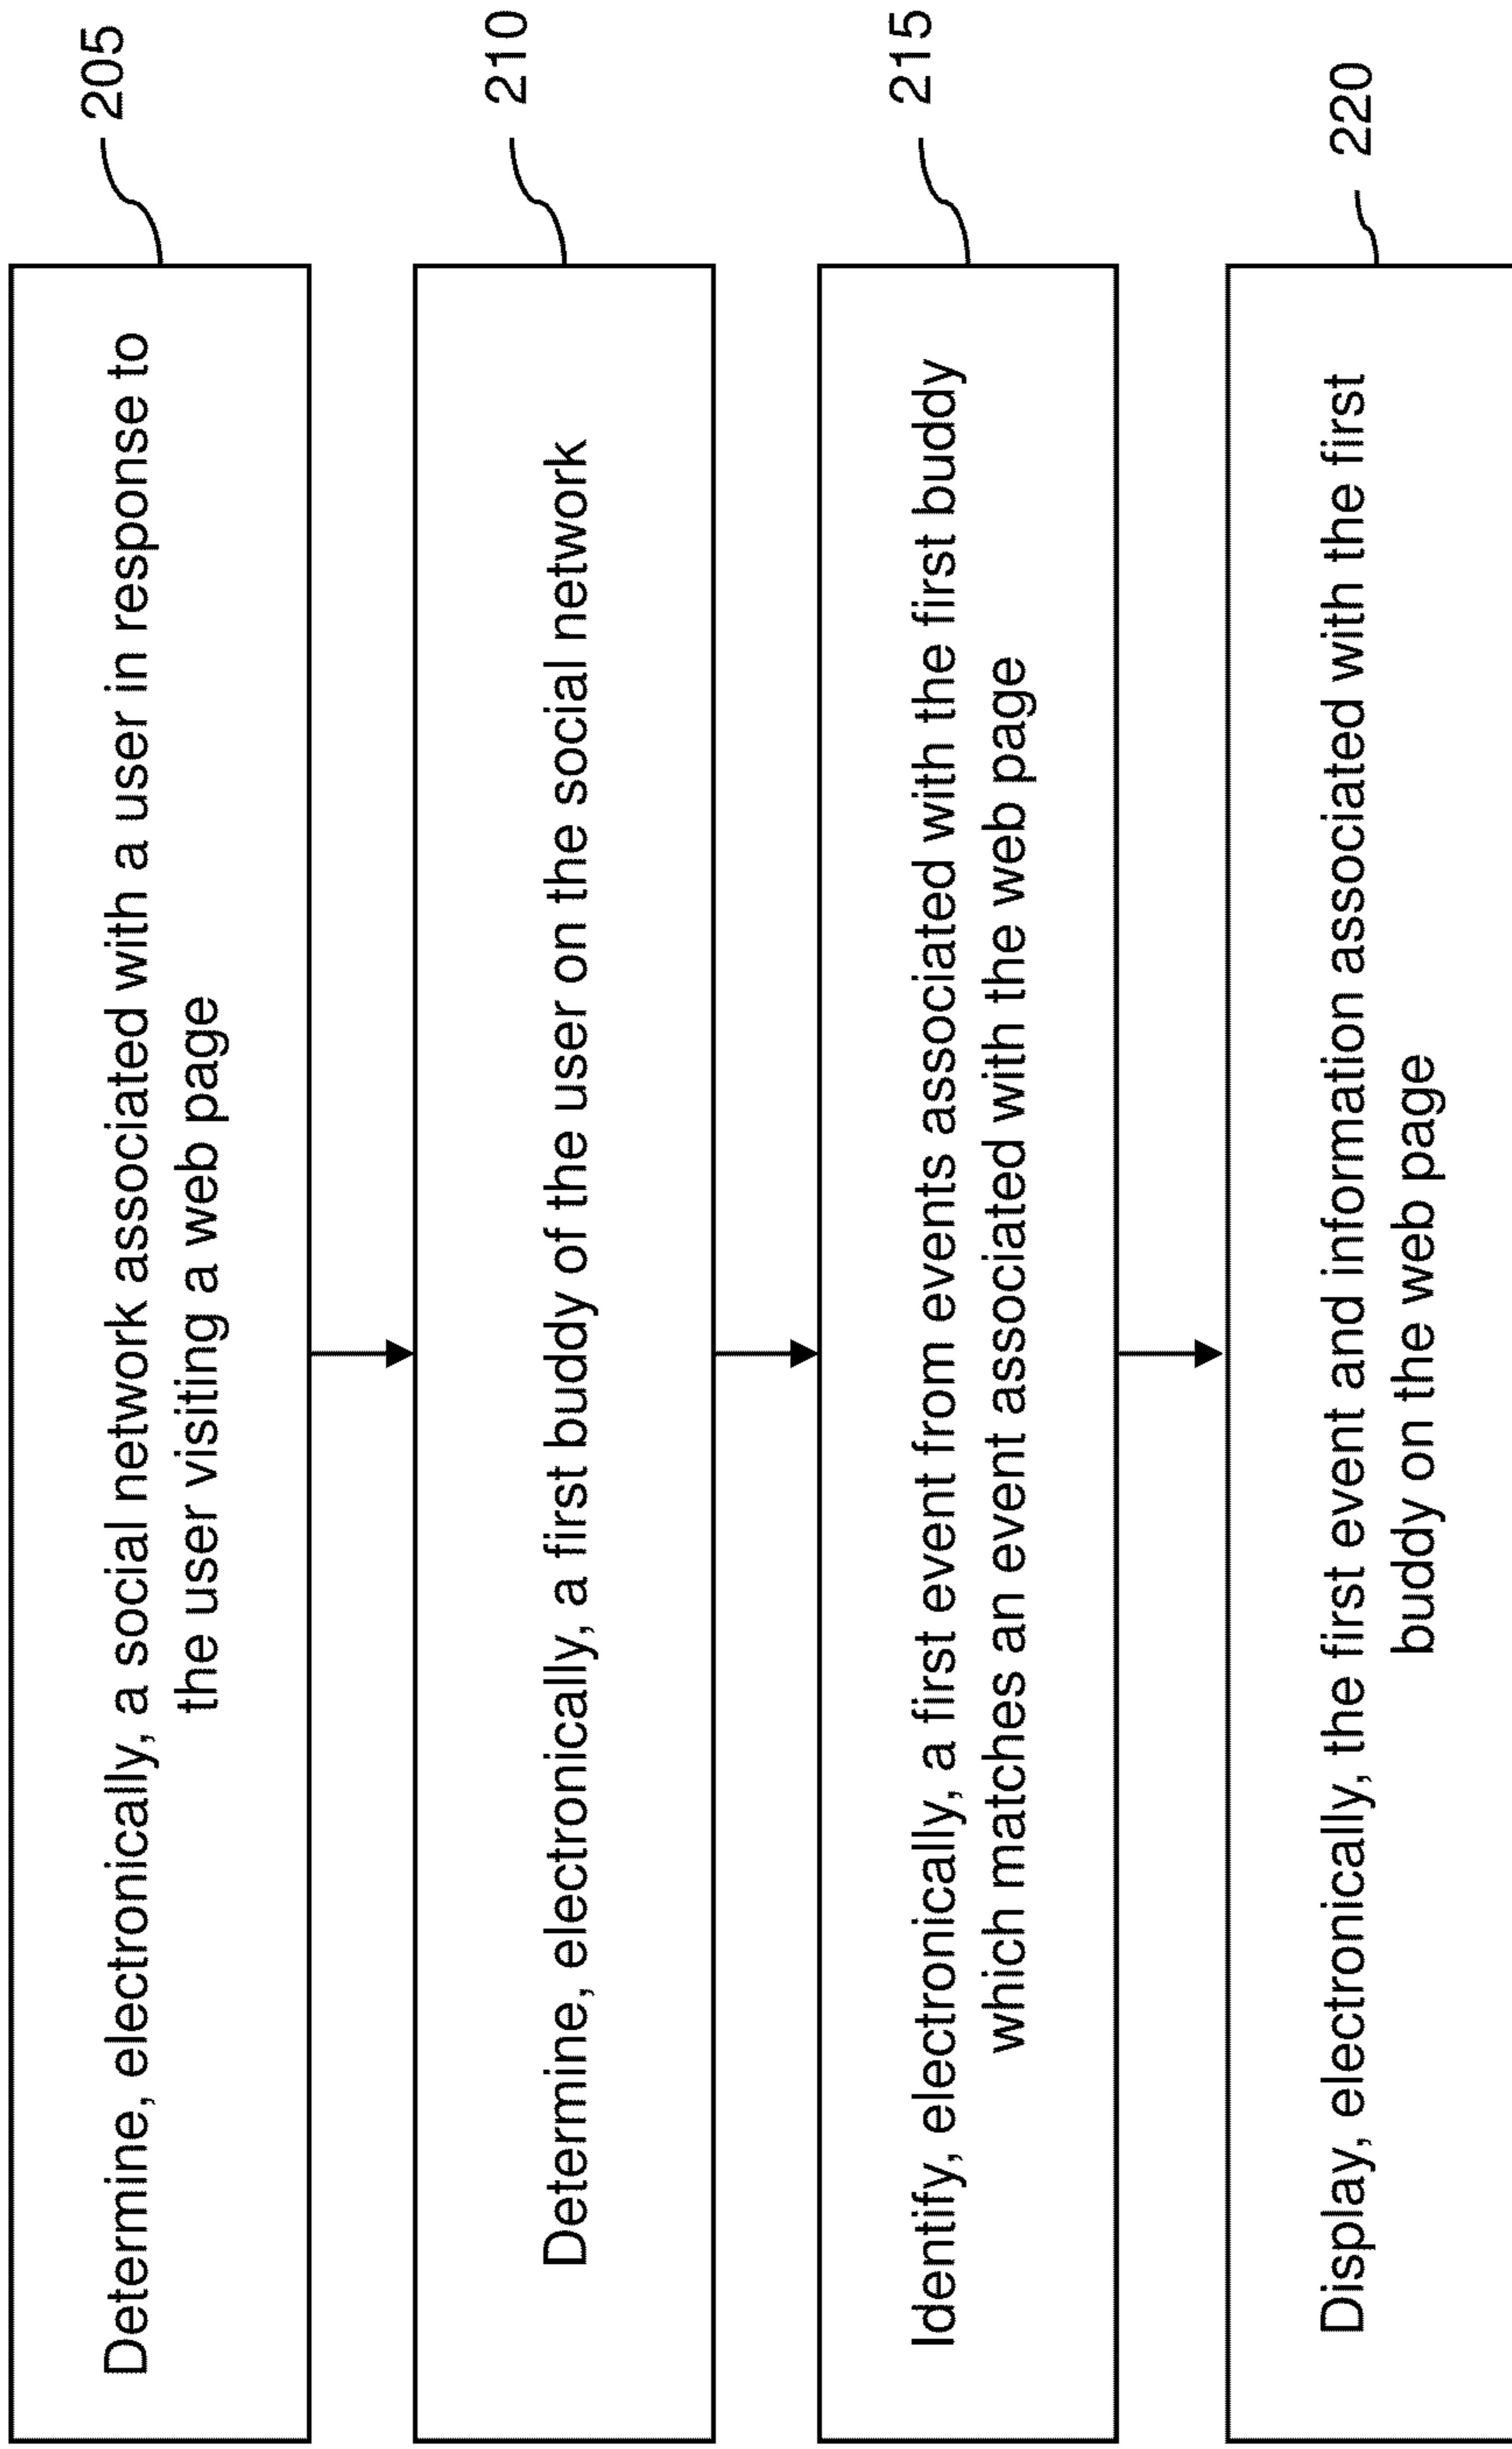 Determine, electronically, a social network associated with a user in response to
the user visiting a web page
205
Determine, electronically, a first buddy of the user on the social network
210
Identify, electronically, a first event from events associated with the first buddy
which matches an event associated with the web page
215
Display, electronically, the first event and information associated with the first
buddy on the web page
220